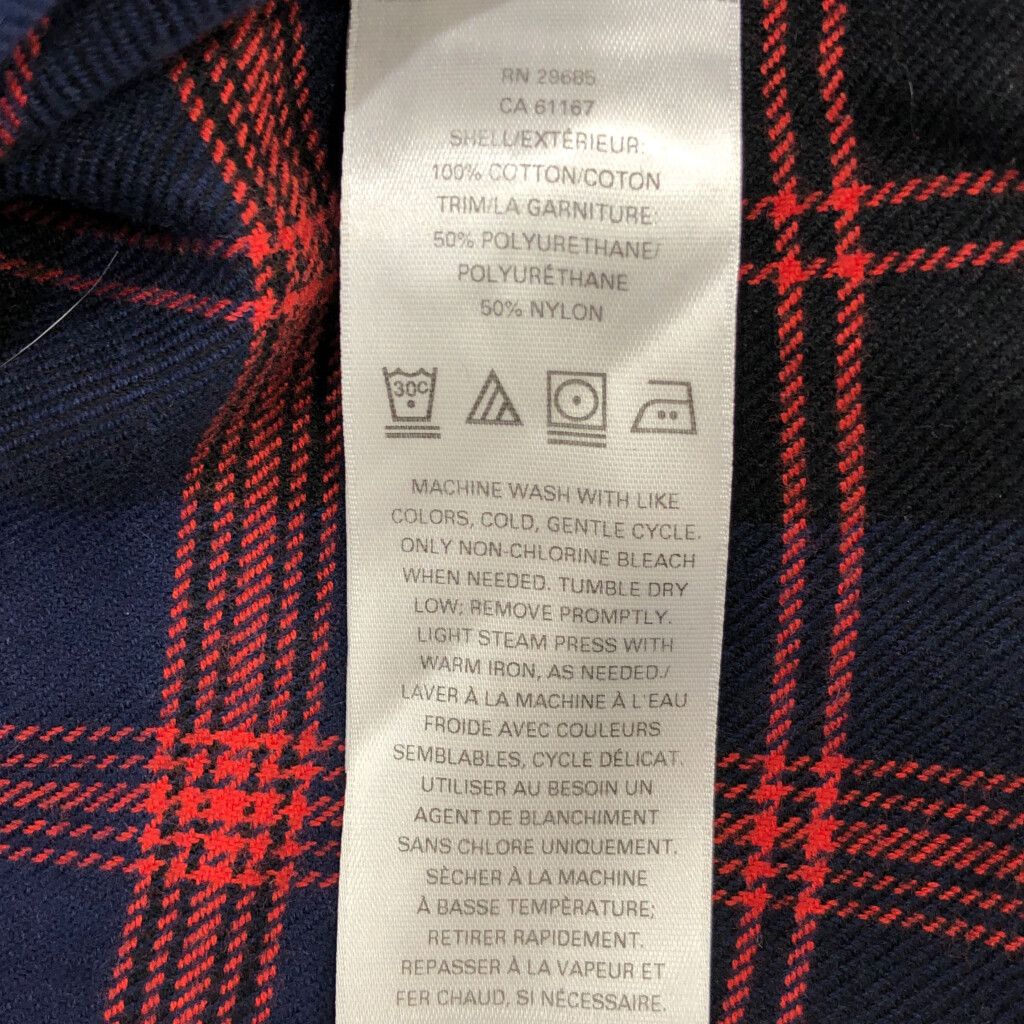 RN 29685
CA 61167
SHELL/EXTÉRIEUR:
100% COTTON/COTON
TRIM/LA GARNITURE:
50% POLYURETHANE/
POLYURÉTHANE
50% NYLON
30C
MACHINE WASH WITH LIKE
COLORS, COLD, GENTLE CYCLE.
ONLY NON-CHLORINE BLEACH
WHEN NEEDED. TUMBLE DRY
LOW; REMOVE PROMPTLY.
LIGHT STEAM PRESS WITH
WARM IRON, AS NEEDED./
LAVER À LA MACHINE À L'EAU
FROIDE AVEC COULEURS
SEMBLABLES, CYCLE DÉLICAT.
UTILISER AU BESOIN UN
AGENT DE BLANCHIMENT
SANS CHLORE UNIQUEMENT.
SÈCHER À LA MACHINE
À BASSE TEMPÈRATURE;
RETIRER RAPIDEMENT.
REPASSER À LA VAPEUR ET
FER CHAUD, SI NÉCESSAIRE.